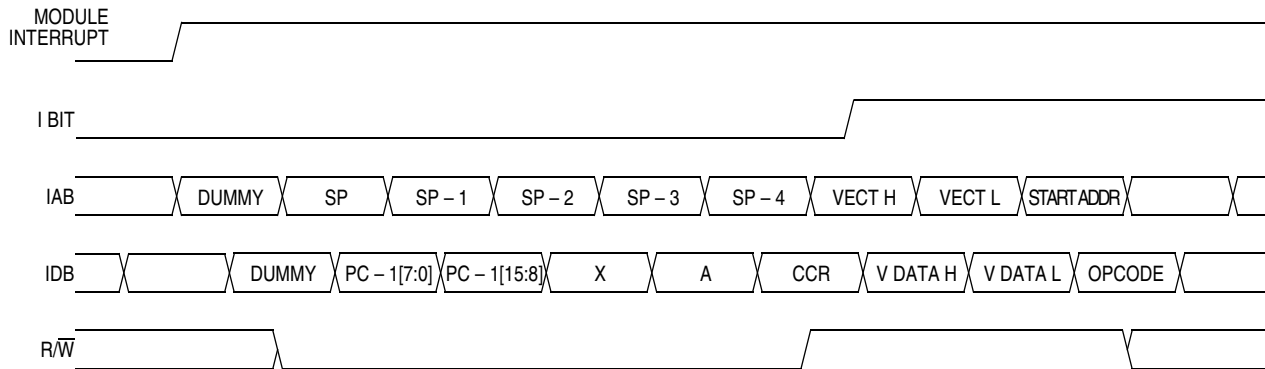 MODULE
INTERRUPT
I BIT
IAB DUMMY SP SP – 1 SP – 2 SP – 3 SP – 4 VECT H VECT L START ADDR
IDB DUMMY PC – 1[7:0] PC – 1[15:8] X A CCR V DATA H V DATA L OPCODE
R/W̅